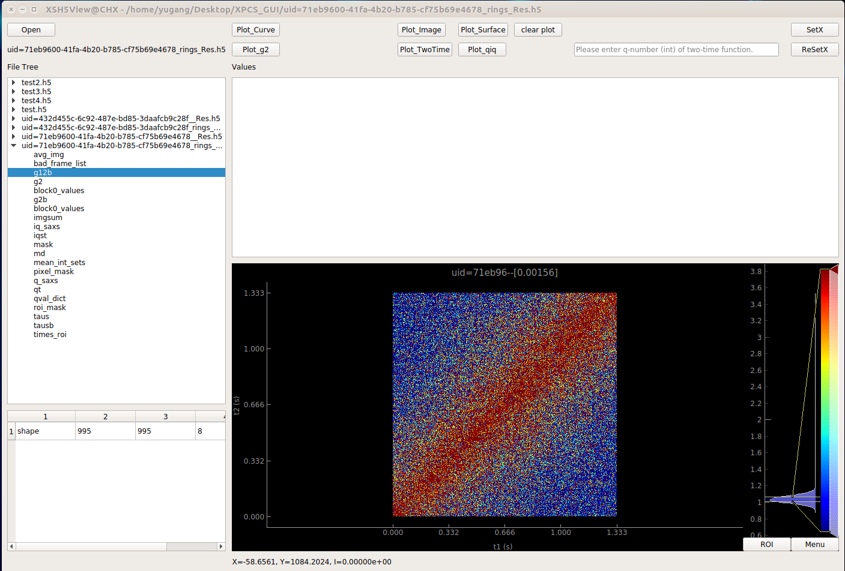 XSH5View@CHX - /home/yugang/Desktop/XPCS_GUI/uid=71eb9600-41fa-4b20-b785-cf75b69e4678_rings_Res.h5
Open Plot_Curve Plot_Image Plot_Surface clear plot SetX
uid=71eb9600-41fa-4b20-b785-cf75b69e4678_rings_Res.h5 Plot_g2 Plot_TwoTime Plot_qiq Please enter q-number (int) of two-time function. ReSetX
File Tree Values
test2.h5
test3.h5
test4.h5
test.h5
uid=432d455c-6c92-487e-bd85-3daafcb9c28f__Res.h5
uid=432d455c-6c92-487e-bd85-3daafcb9c28f_rings_...
uid=71eb9600-41fa-4b20-b785-cf75b69e4678__Res.h5
uid=71eb9600-41fa-4b20-b785-cf75b69e4678_rings_...
avg_img
bad_frame_list
g12b
g2
block0_values
g2b
block0_values
imgsum
iq_saxs
iqst
mask
md
mean_int_sets
pixel_mask
q_saxs
qt
qval_dict
roi_mask
taus
tausb
times_roi
1 2 3
1 shape 995 995 8
uid=71eb96--[0.00156]
t2 (s)
1.333
1.000
0.666
0.332
0.000
0.000 0.332 0.666 1.000 1.333
t1 (s)
3.8
3.6
3.4
3.2
3
2.8
2.6
2.4
2.2
2
1.8
1.6
1.4
1.2
1
0.8
0.6
ROI Menu
X=-58.6561, Y=1084.2024, I=0.00000e+00